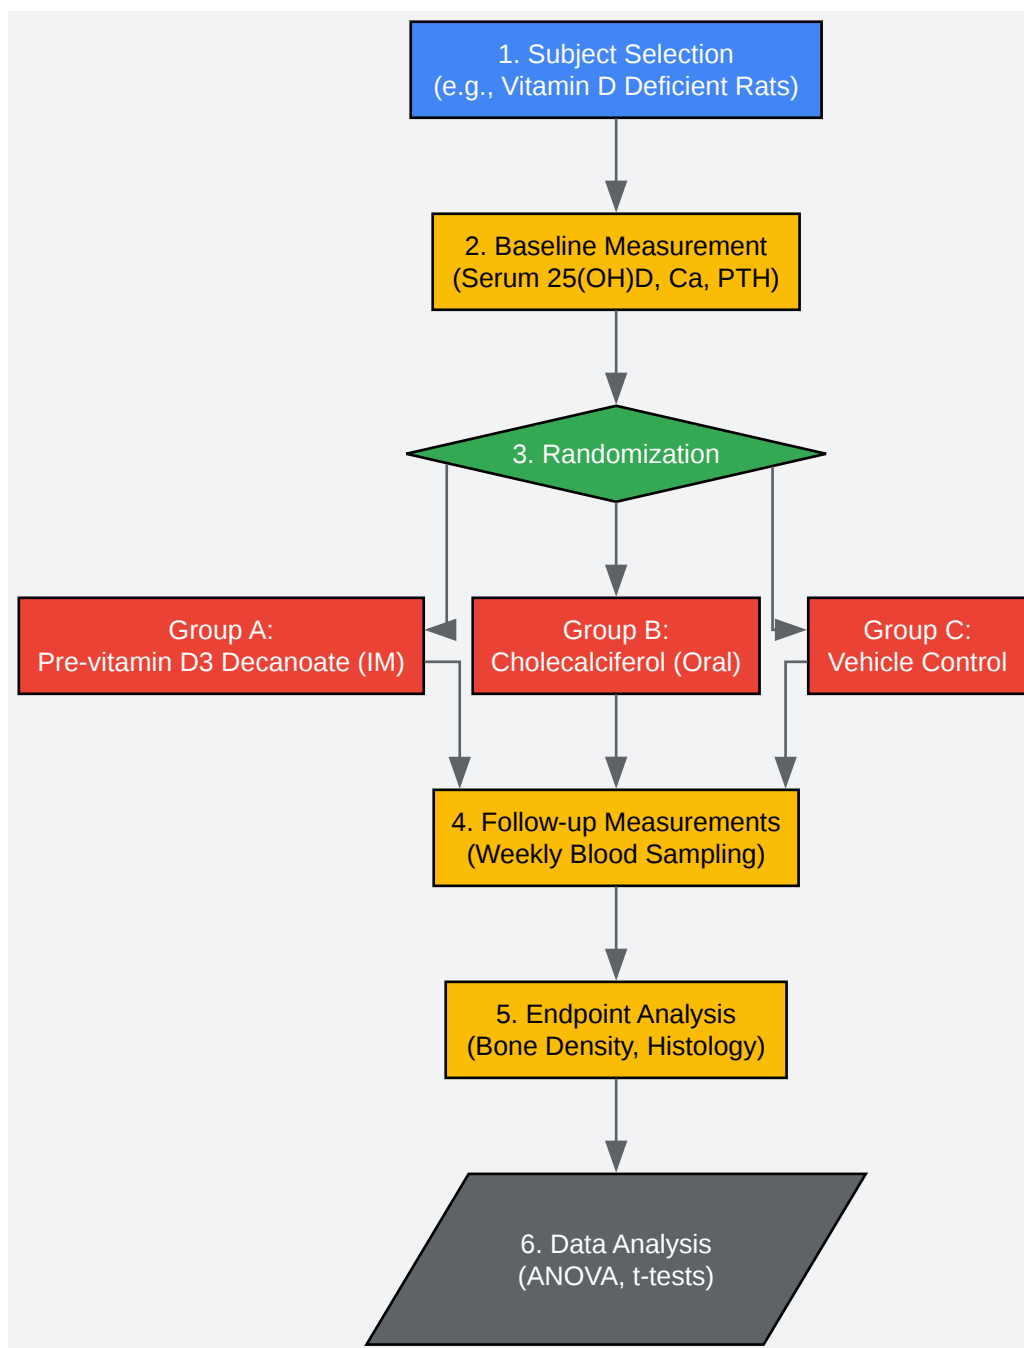 1. Subject Selection
(e.g., Vitamin D Deficient Rats)
2. Baseline Measurement
(Serum 25(OH)D, Ca, PTH)
3. Randomization
Group A:
Pre-vitamin D3 Decanoate (IM)
Group B:
Cholecalciferol (Oral)
Group C:
Vehicle Control
4. Follow-up Measurements
(Weekly Blood Sampling)
5. Endpoint Analysis
(Bone Density, Histology)
6. Data Analysis
(ANOVA, t-tests)